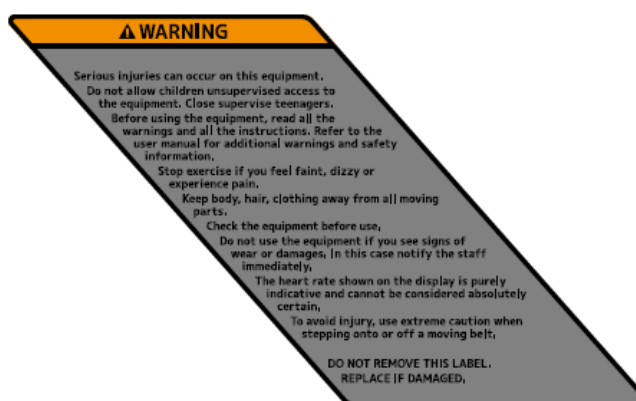 WARNING
Serious injuries can occur on this equipment.
Do not allow children unsupervised access to
the equipment. Close supervise teenagers.
Before using the equipment, read all the
warnings and all the instructions. Refer to the
user manual for additional warnings and safety
information.
Stop exercise if you feel faint, dizzy or
experience pain.
Keep body, hair, clothing away from all moving
parts.
Check the equipment before use.
Do not use the equipment if you see signs of
wear or damages. In this case notify the staff
immediately.
The heart rate shown on the display is purely
indicative and cannot be considered absolutely
certain.
To avoid injury, use extreme caution when
stepping onto or off a moving belt.
DO NOT REMOVE THIS LABEL.
REPLACE IF DAMAGED.